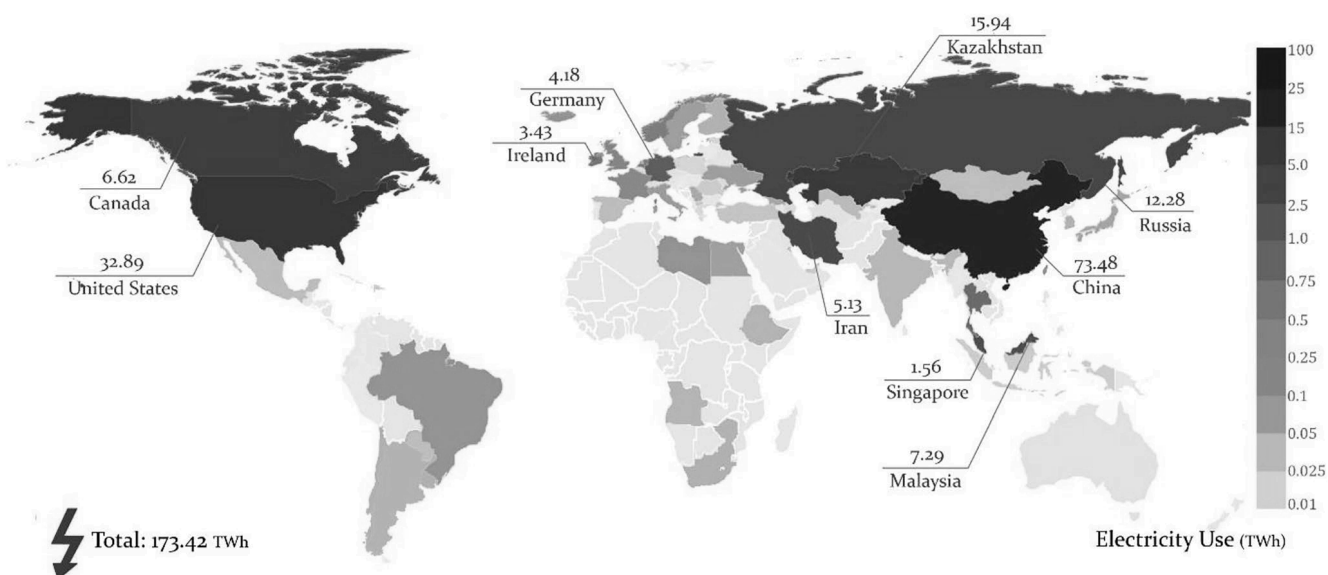 15.94
Kazakhstan
4.18
Germany
3.43
Ireland
6.62
Canada
32.89
United States
12.28
Russia
73.48
China
5.13
Iran
1.56
Singapore
7.29
Malaysia
100
25
15
5.0
2.5
1.0
0.75
0.5
0.25
0.1
0.05
0.025
0.01
Total: 173.42 TWh
Electricity Use (TWh)